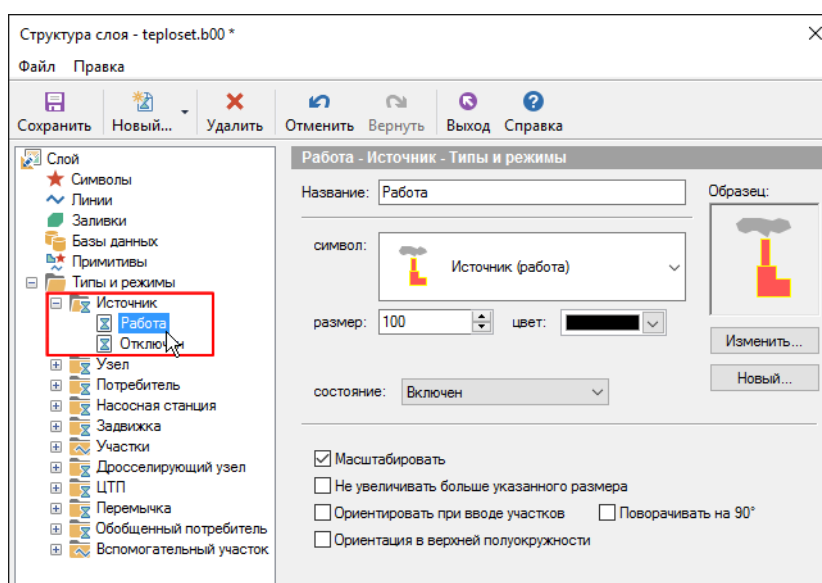 Структура слоя - teploset.b00 *
Файл Правка
Сохранить Новый... Удалить Отменить Вернуть Выход Справка
Слой
Символы
Линии
Заливки
Базы данных
Примитивы
Типы и режимы
Источник
Работа
Отключен
Узел
Потребитель
Насосная станция
Задвижка
Участки
Дросселирующий узел
ЦТП
Перемычка
Обобщенный потребитель
Вспомогательный участок
Работа - Источник - Типы и режимы
Название: Работа
Образец:
символ: Источник (работа)
размер: 100 цвет:
Изменить...
Новый...
состояние: Включен
Масштабировать
Не увеличивать больше указанного размера
Ориентировать при вводе участков Поворачивать на 90°
Ориентация в верхней полуокружности